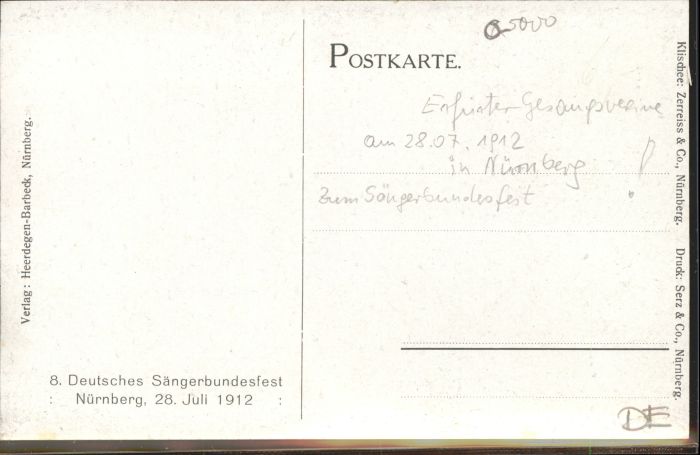 5000
POSTKARTE.
Erfurter Gesangsvereine
am 28.07.1912
in Nürnberg
zum Sängerbundesfest
Verlag: Heerdegen-Barbeck, Nürnberg.
8. Deutsches Sängerbundesfest
: Nürnberg, 28. Juli 1912 :
Klischee: Zerreiss & Co., Nürnberg. Druck: Serz & Co., Nürnberg.
DE